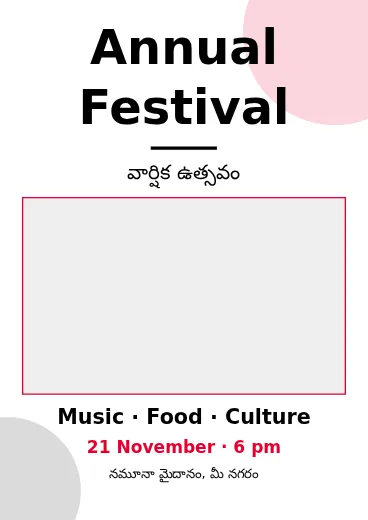 Annual
Festival
వార్షిక ఉత్సవం
Music · Food · Culture
21 November · 6 pm
నమూనా మైదానం, మీ నగరం